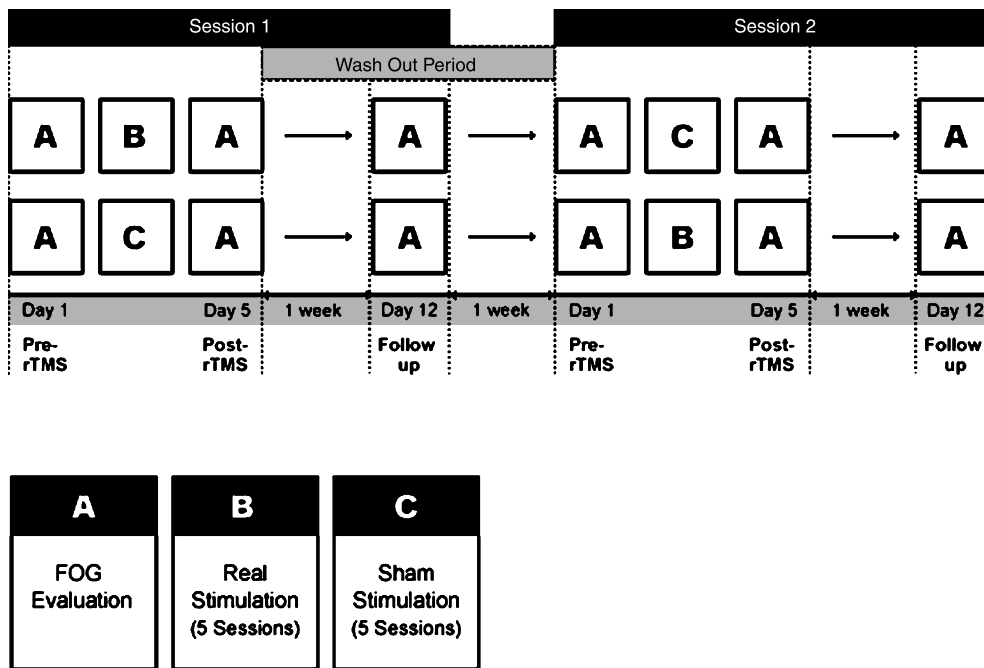 Session 1 Session 2
Wash Out Period
A B A A A C A A
A C A A A B A A
Day 1 Day 5 1 week Day 12 1 week Day 1 Day 5 1 week Day 12
Pre- Post- Follow Pre- Post- Follow
rTMS rTMS up rTMS rTMS up
A B C
FOG Real Sham
Evaluation Stimulation Stimulation
(5 Sessions) (5 Sessions)